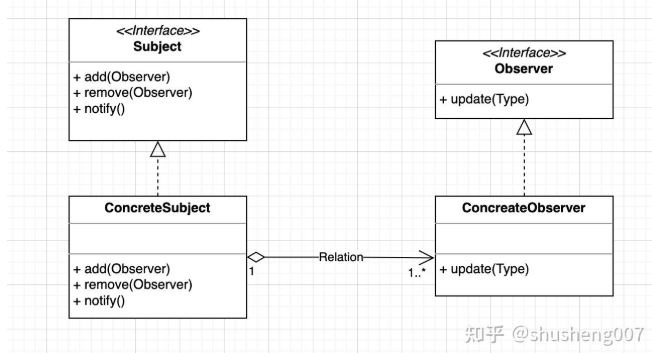 <<Interface>>
Subject
+ add(Observer)
+ remove(Observer)
+ notify()
<<Interface>>
Observer
+ update(Type)
ConcreteSubject
+ add(Observer)
+ remove(Observer)
+ notify()
1
Relation
1..*
ConcreateObserver
+ update(Type)
知乎 @shusheng007